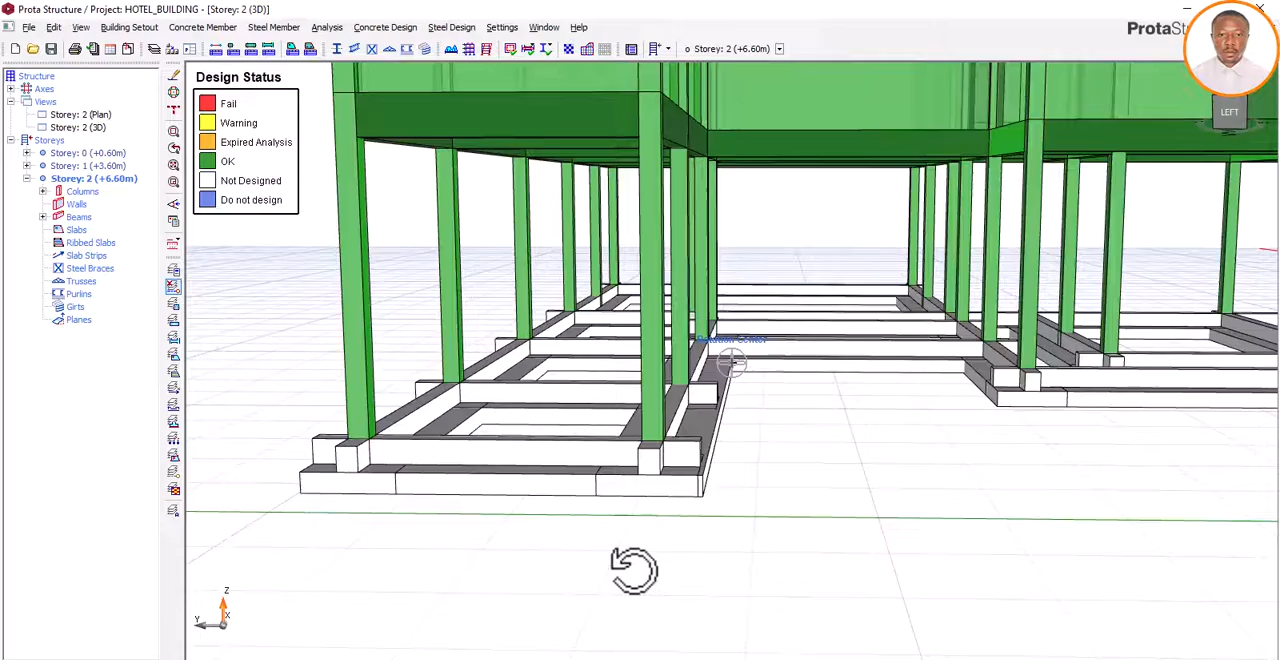 Prota Structure / Project: HOTEL_BUILDING - [Storey: 2 (3D)]
File Edit View Building Setout Concrete Member Steel Member Analysis Concrete Design Steel Design Settings Window Help
ProtaSt
Storey: 2 (+6.60m)
Structure
Axes
Views
Storey: 2 (Plan)
Storey: 2 (3D)
Storeys
Storey: 0 (+0.60m)
Storey: 1 (+3.60m)
Storey: 2 (+6.60m)
Columns
Walls
Beams
Slabs
Ribbed Slabs
Slab Strips
Steel Braces
Trusses
Purlins
Girts
Planes
Design Status
Fail
Warning
Expired Analysis
OK
Not Designed
Do not design
LEFT
Rotation Center
Z
X
Y